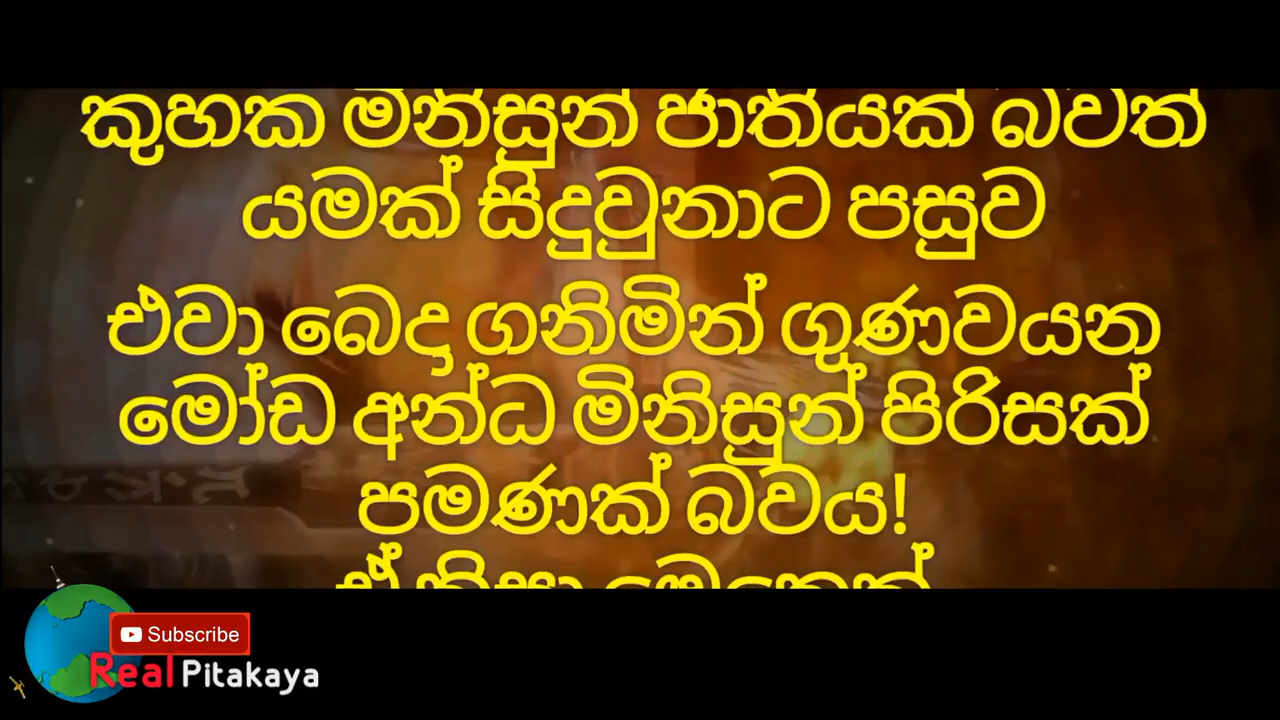 කුහක මිනිසුන් ජාතියක් බවත්
යමක් සිදුවුනාට පසුව
එවා බෙදා ගනිමින් ගුණවයන
මෝඩ අන්ධ මිනිසුන් පිරිසක්
පමණක් බවය!
Subscribe
Real Pitakaya